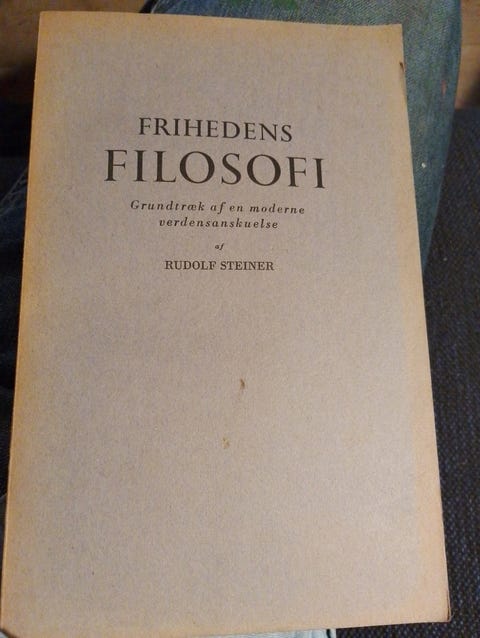 FRIHEDENS
FILOSOFI
Grundtræk af en moderne
verdensanskuelse
af
RUDOLF STEINER